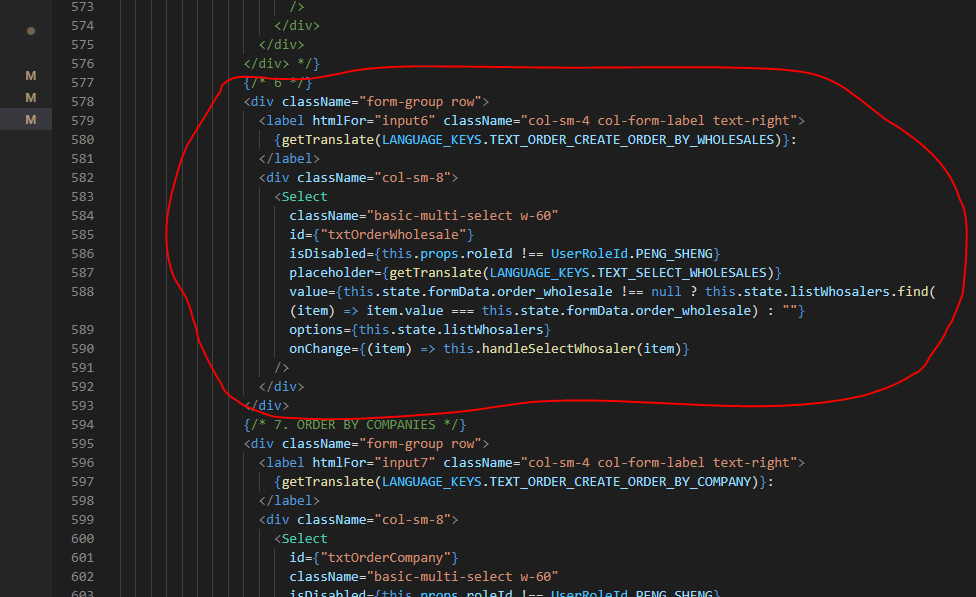 573 />
574 </div>
575 </div>
576 </div> */}
M 577 {/* 6 */}
M 578 <div className="form-group row">
M 579 <label htmlFor="input6" className="col-sm-4 col-form-label text-right">
580 {getTranslate(LANGUAGE_KEYS.TEXT_ORDER_CREATE_ORDER_BY_WHOLESALES)}:
581 </label>
582 <div className="col-sm-8">
583 <Select
584 className="basic-multi-select w-60"
585 id={"txtOrderWholesale"}
586 isDisabled={this.props.roleId !== UserRoleId.PENG_SHENG}
587 placeholder={getTranslate(LANGUAGE_KEYS.TEXT_SELECT_WHOLESALES)}
588 value={this.state.formData.order_wholesale !== null ? this.state.listWhosalers.find(
(item) => item.value === this.state.formData.order_wholesale) : ""}
589 options={this.state.listWhosalers}
590 onChange={(item) => this.handleSelectWhosaler(item)}
591 />
592 </div>
593 </div>
594 {/* 7. ORDER BY COMPANIES */}
595 <div className="form-group row">
596 <label htmlFor="input7" className="col-sm-4 col-form-label text-right">
597 {getTranslate(LANGUAGE_KEYS.TEXT_ORDER_CREATE_ORDER_BY_COMPANY)}:
598 </label>
599 <div className="col-sm-8">
600 <Select
601 id={"txtOrderCompany"}
602 className="basic-multi-select w-60"
603 isDisabled={this.props.roleId !== UserRoleId.PENG_SHENG}